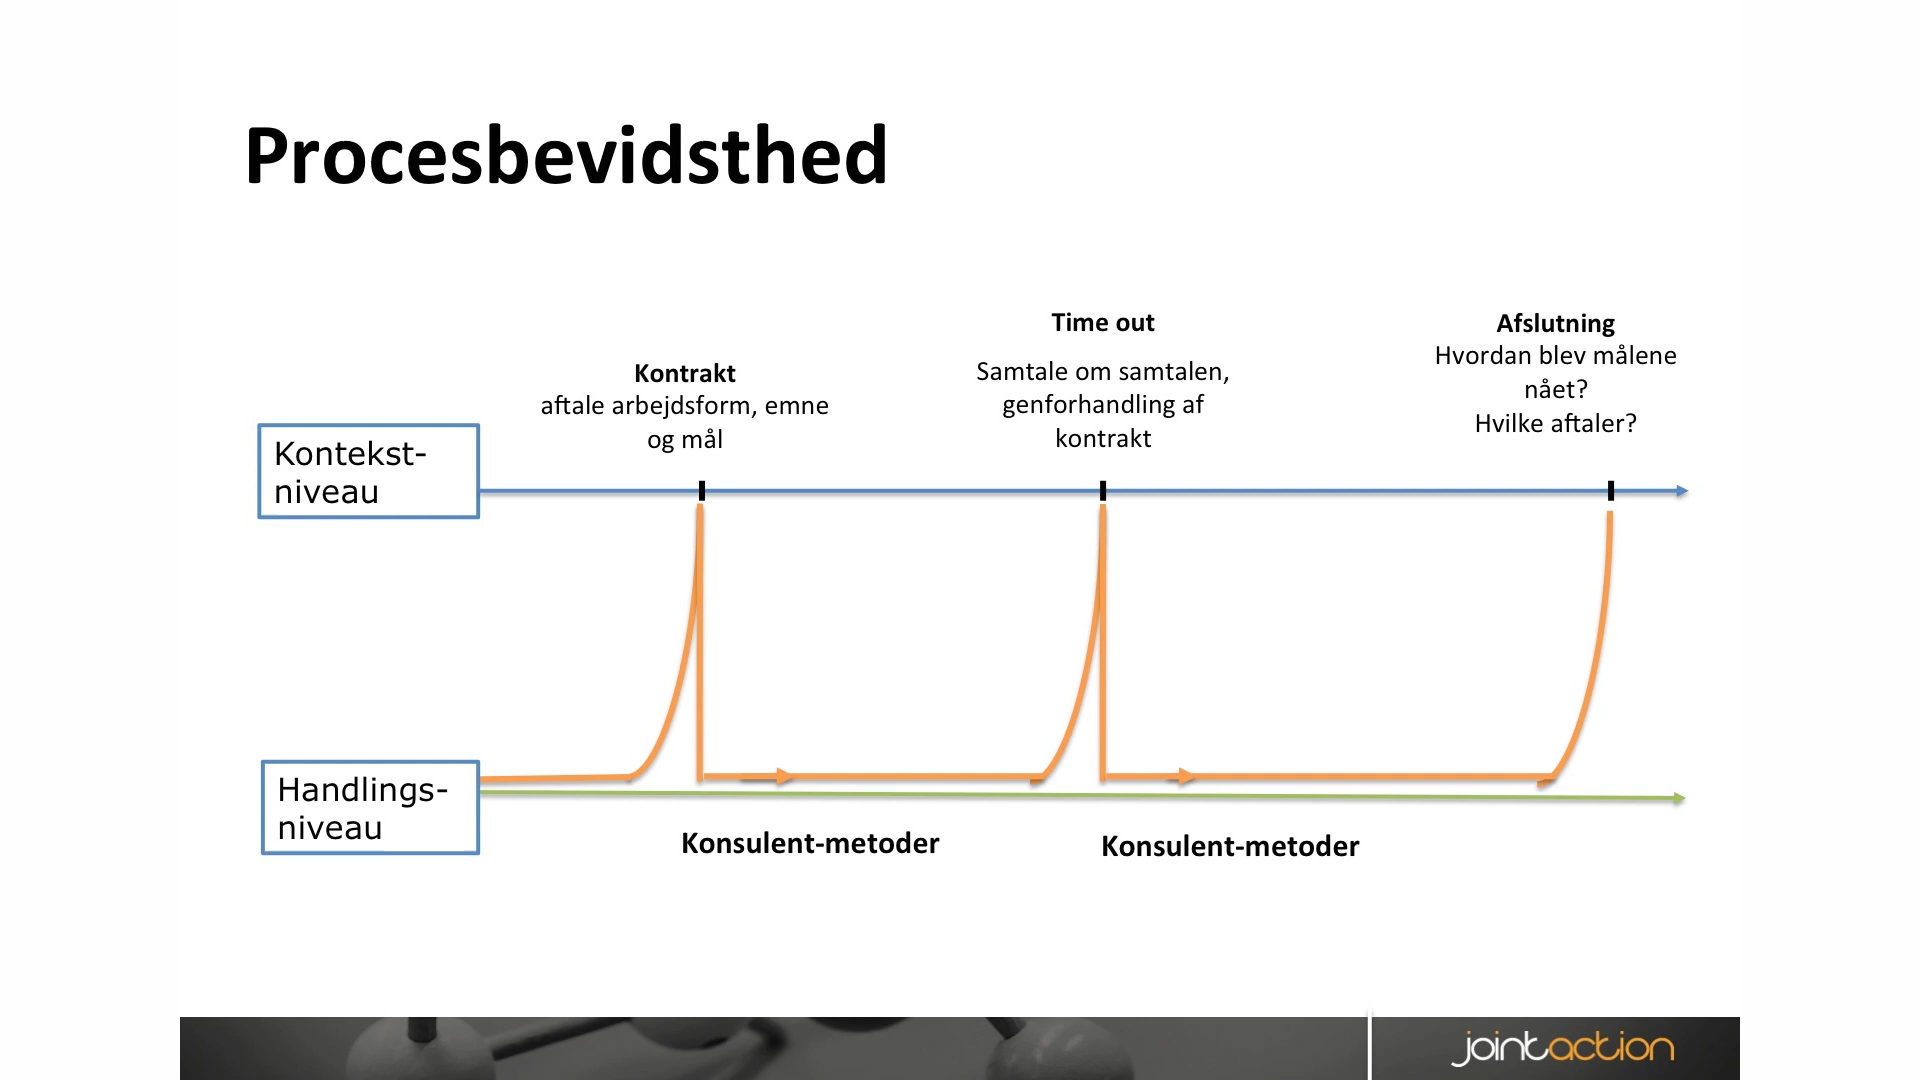 Procesbevidsthed
Time out
Afslutning
Hvordan blev målene
nået?
Hvilke aftaler?
Samtale om samtalen,
genforhandling af
kontrakt
Kontrakt
aftale arbejdsform, emne
og mål
Kontekst-
niveau
Handlings-
niveau
Konsulent-metoder
Konsulent-metoder
jointaction